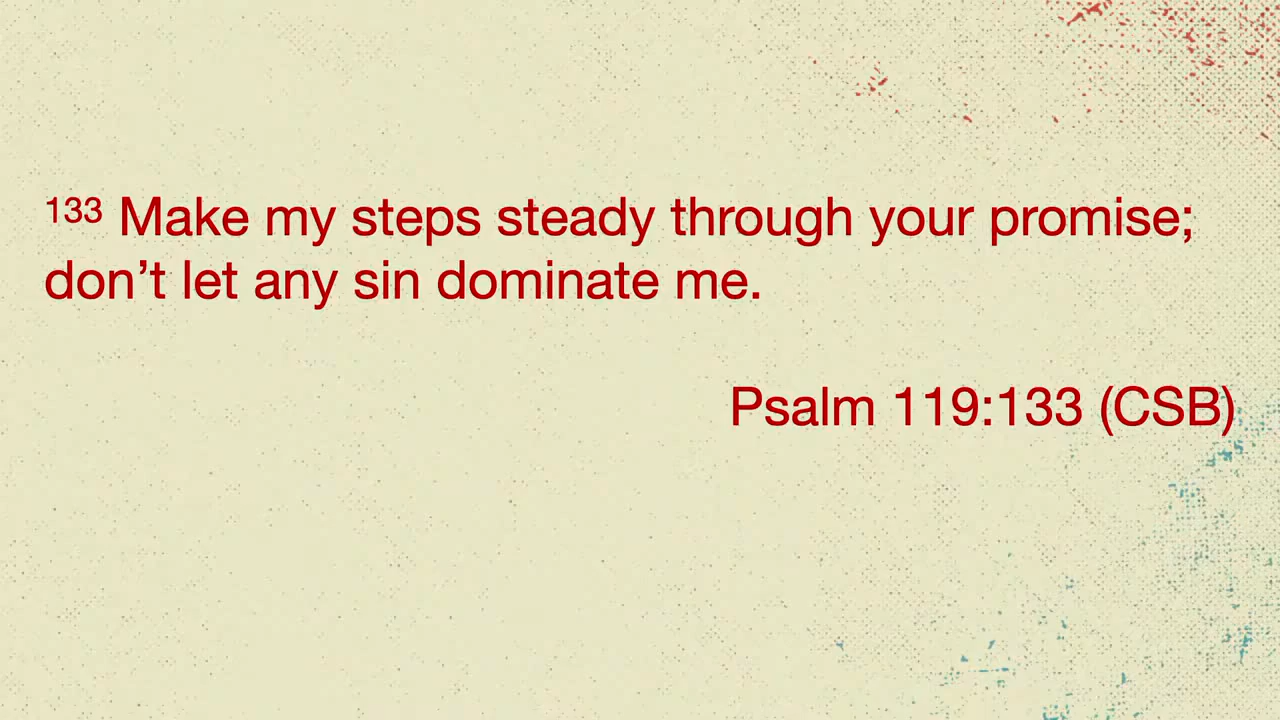 133 Make my steps steady through your promise;
don’t let any sin dominate me.
Psalm 119:133 (CSB)